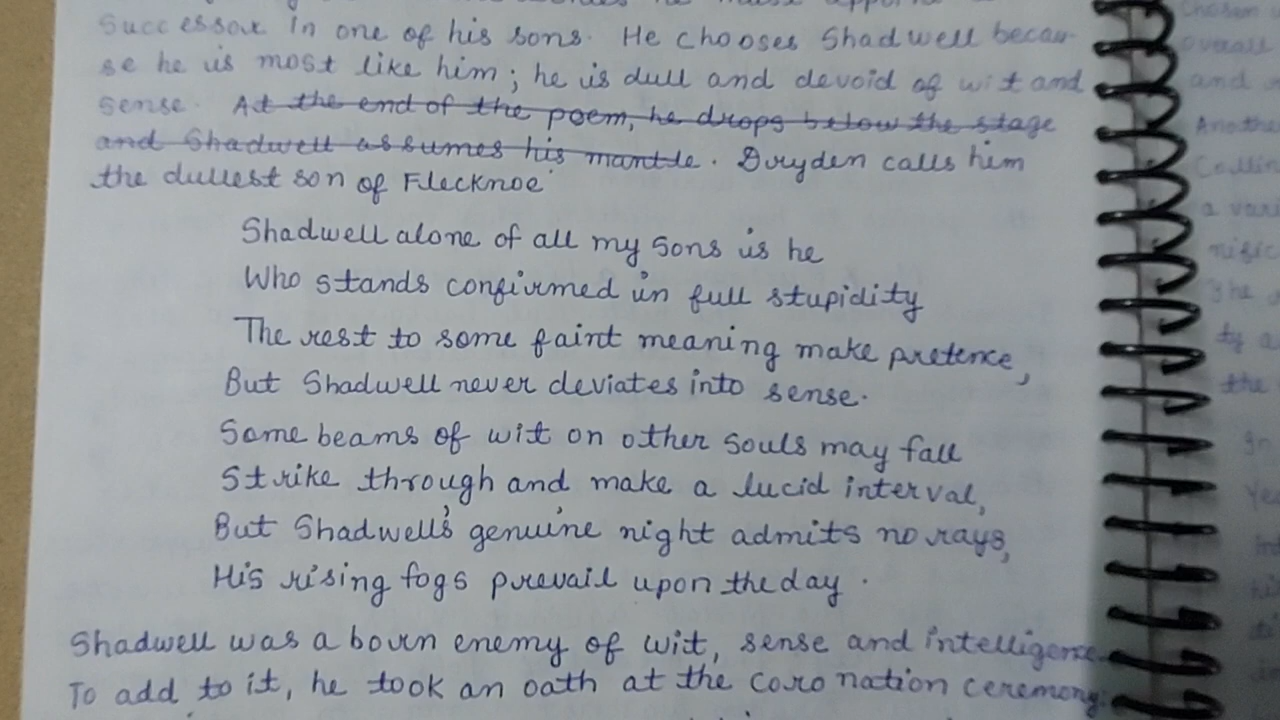 Successor in one of his sons. He chooses Shadwell becau-
se he is most like him; he is dull and devoid of wit and
sense. At the end of the poem, he drops below the stage
and Shadwell assumes his mantle. Dryden calls him
the dullest son of Flecknoe
Shadwell alone of all my sons is he
Who stands confirmed in full stupidity
The rest to some faint meaning make pretence,
But Shadwell never deviates into sense.
Some beams of wit on other souls may fall
Strike through and make a lucid interval,
But Shadwell's genuine night admits no rays,
His rising fogs prevail upon the day.
Shadwell was a born enemy of wit, sense and intelligence.
To add to it, he took an oath at the coronation ceremony